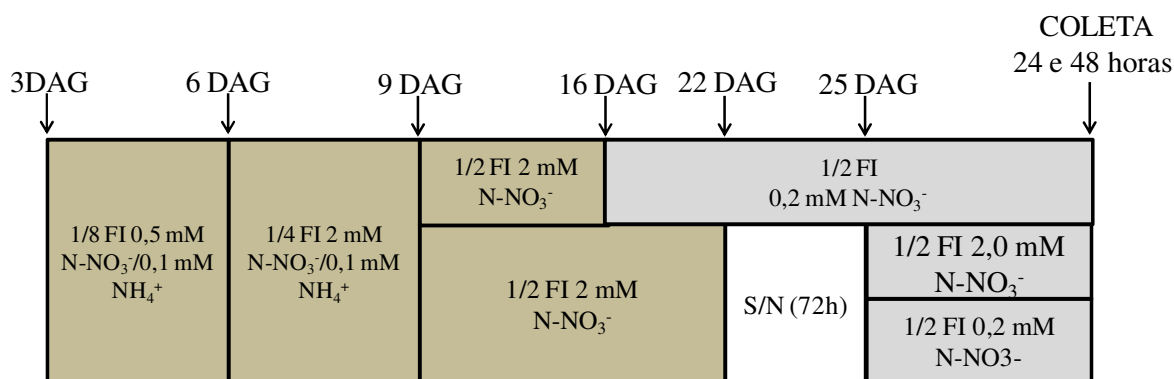 COLETA
24 e 48 horas
3DAG
6 DAG
9 DAG
16 DAG
22 DAG
25 DAG
1/8 FI 0,5 mM
N-NO₃⁻/0,1 mM
NH₄⁺
1/4 FI 2 mM
N-NO₃⁻/0,1 mM
NH₄⁺
1/2 FI 2 mM
N-NO₃⁻
1/2 FI
0,2 mM N-NO₃⁻
1/2 FI 2 mM
N-NO₃⁻
S/N (72h)
1/2 FI 2,0 mM
N-NO₃⁻
1/2 FI 0,2 mM
N-NO3-